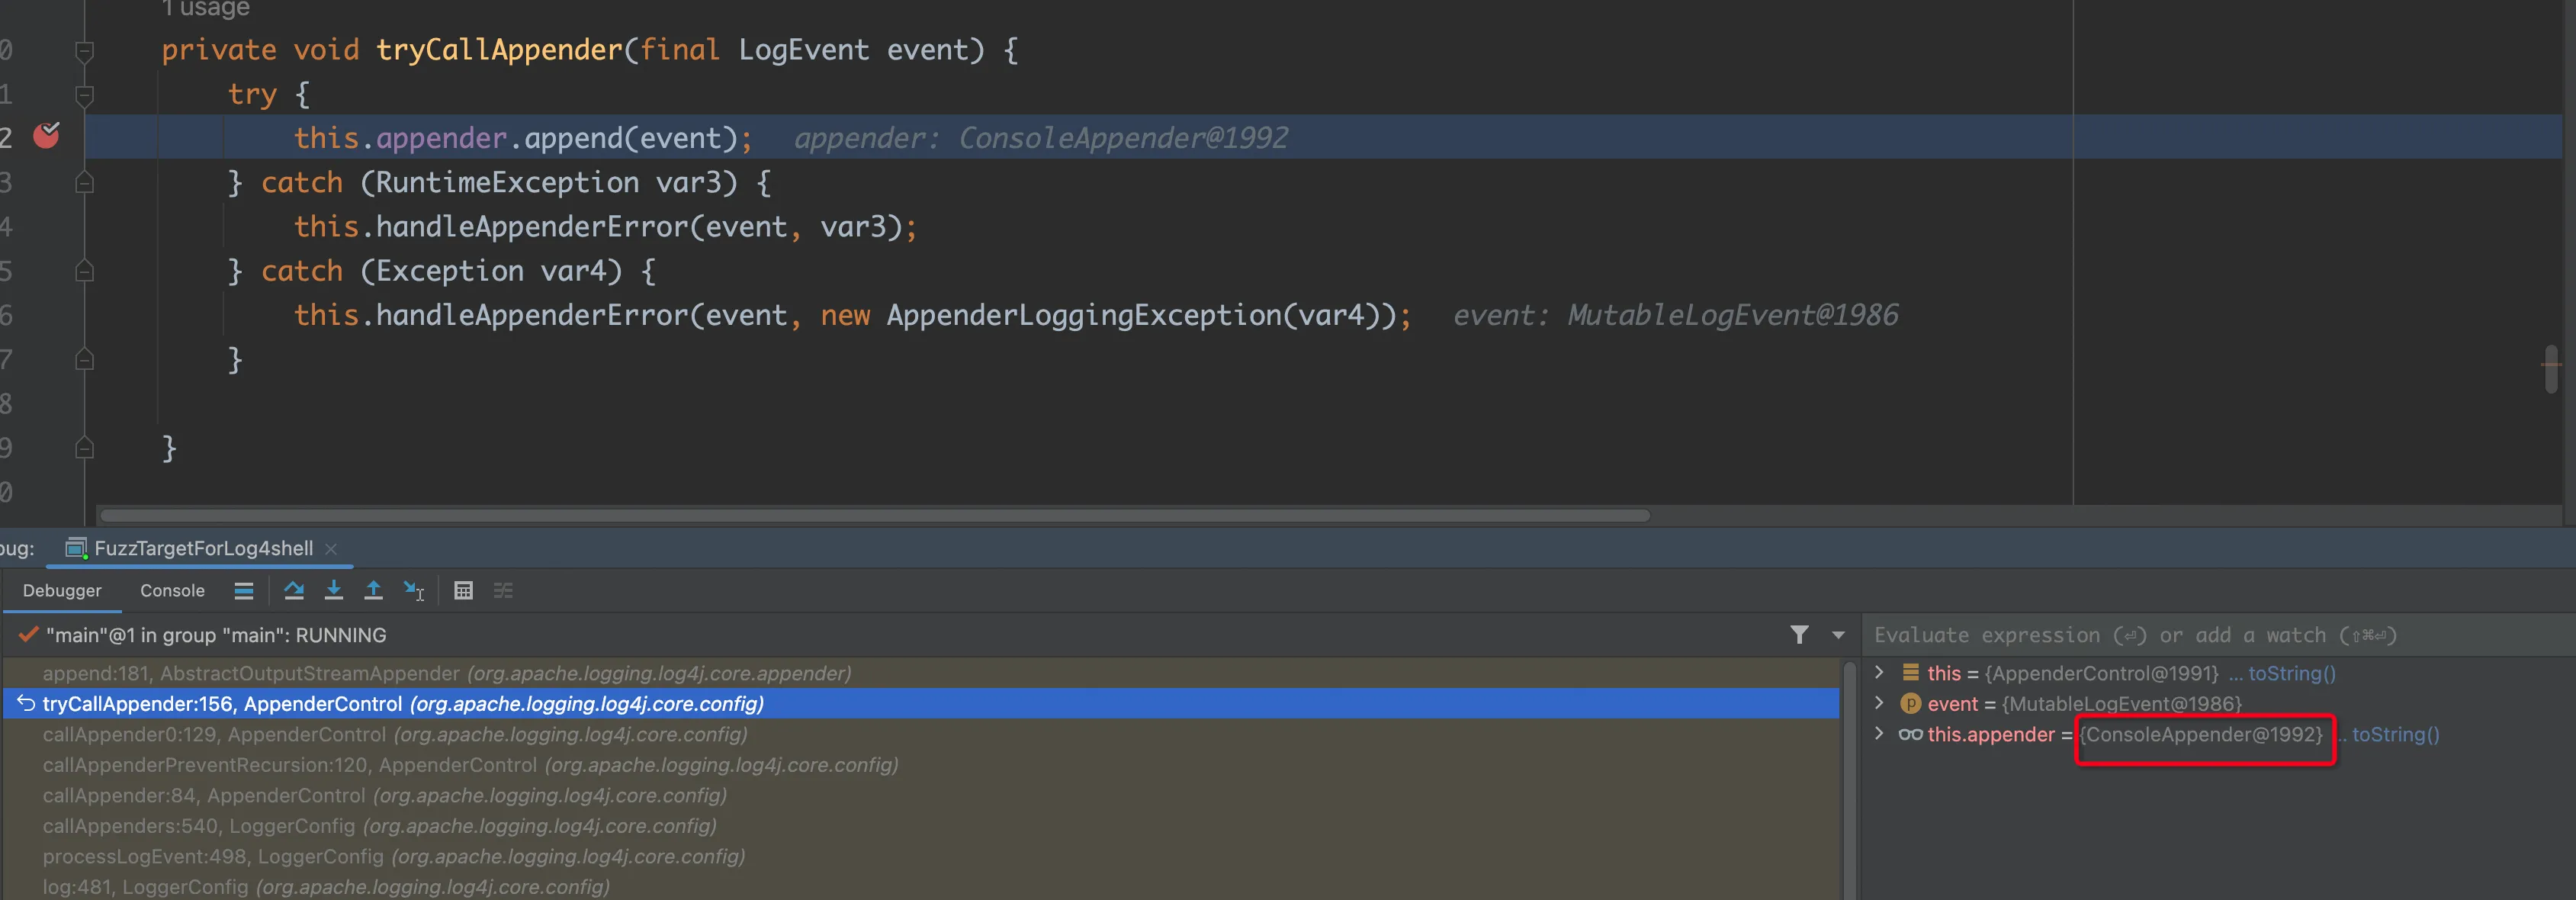 1 usage
0 private void tryCallAppender(final LogEvent event) {
1 try {
2 this.appender.append(event); appender: ConsoleAppender@1992
3 } catch (RuntimeException var3) {
4 this.handleAppenderError(event, var3);
5 } catch (Exception var4) {
6 this.handleAppenderError(event, new AppenderLoggingException(var4)); event: MutableLogEvent@1986
7 }
8
9 }
0
bug: FuzzTargetForLog4shell
Debugger Console
"main"@1 in group "main": RUNNING
Evaluate expression (⏎) or add a watch (⇧⌘⏎)
append:181, AbstractOutputStreamAppender (org.apache.logging.log4j.core.appender)
this = {AppenderControl@1991} ... toString()
tryCallAppender:156, AppenderControl (org.apache.logging.log4j.core.config)
event = {MutableLogEvent@1986}
callAppender0:129, AppenderControl (org.apache.logging.log4j.core.config)
this.appender = {ConsoleAppender@1992} .. toString()
callAppenderPreventRecursion:120, AppenderControl (org.apache.logging.log4j.core.config)
callAppender:84, AppenderControl (org.apache.logging.log4j.core.config)
callAppenders:540, LoggerConfig (org.apache.logging.log4j.core.config)
processLogEvent:498, LoggerConfig (org.apache.logging.log4j.core.config)
log:481, LoggerConfig (org.apache.logging.log4j.core.config)